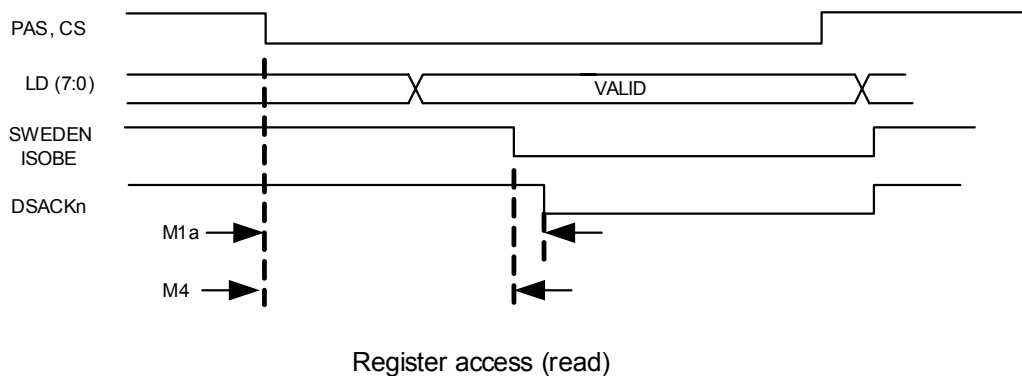 PAS, CS
LD (7:0)
VALID
SWEDEN
ISOBE
DSACKn
M1a
M4
Register access (read)